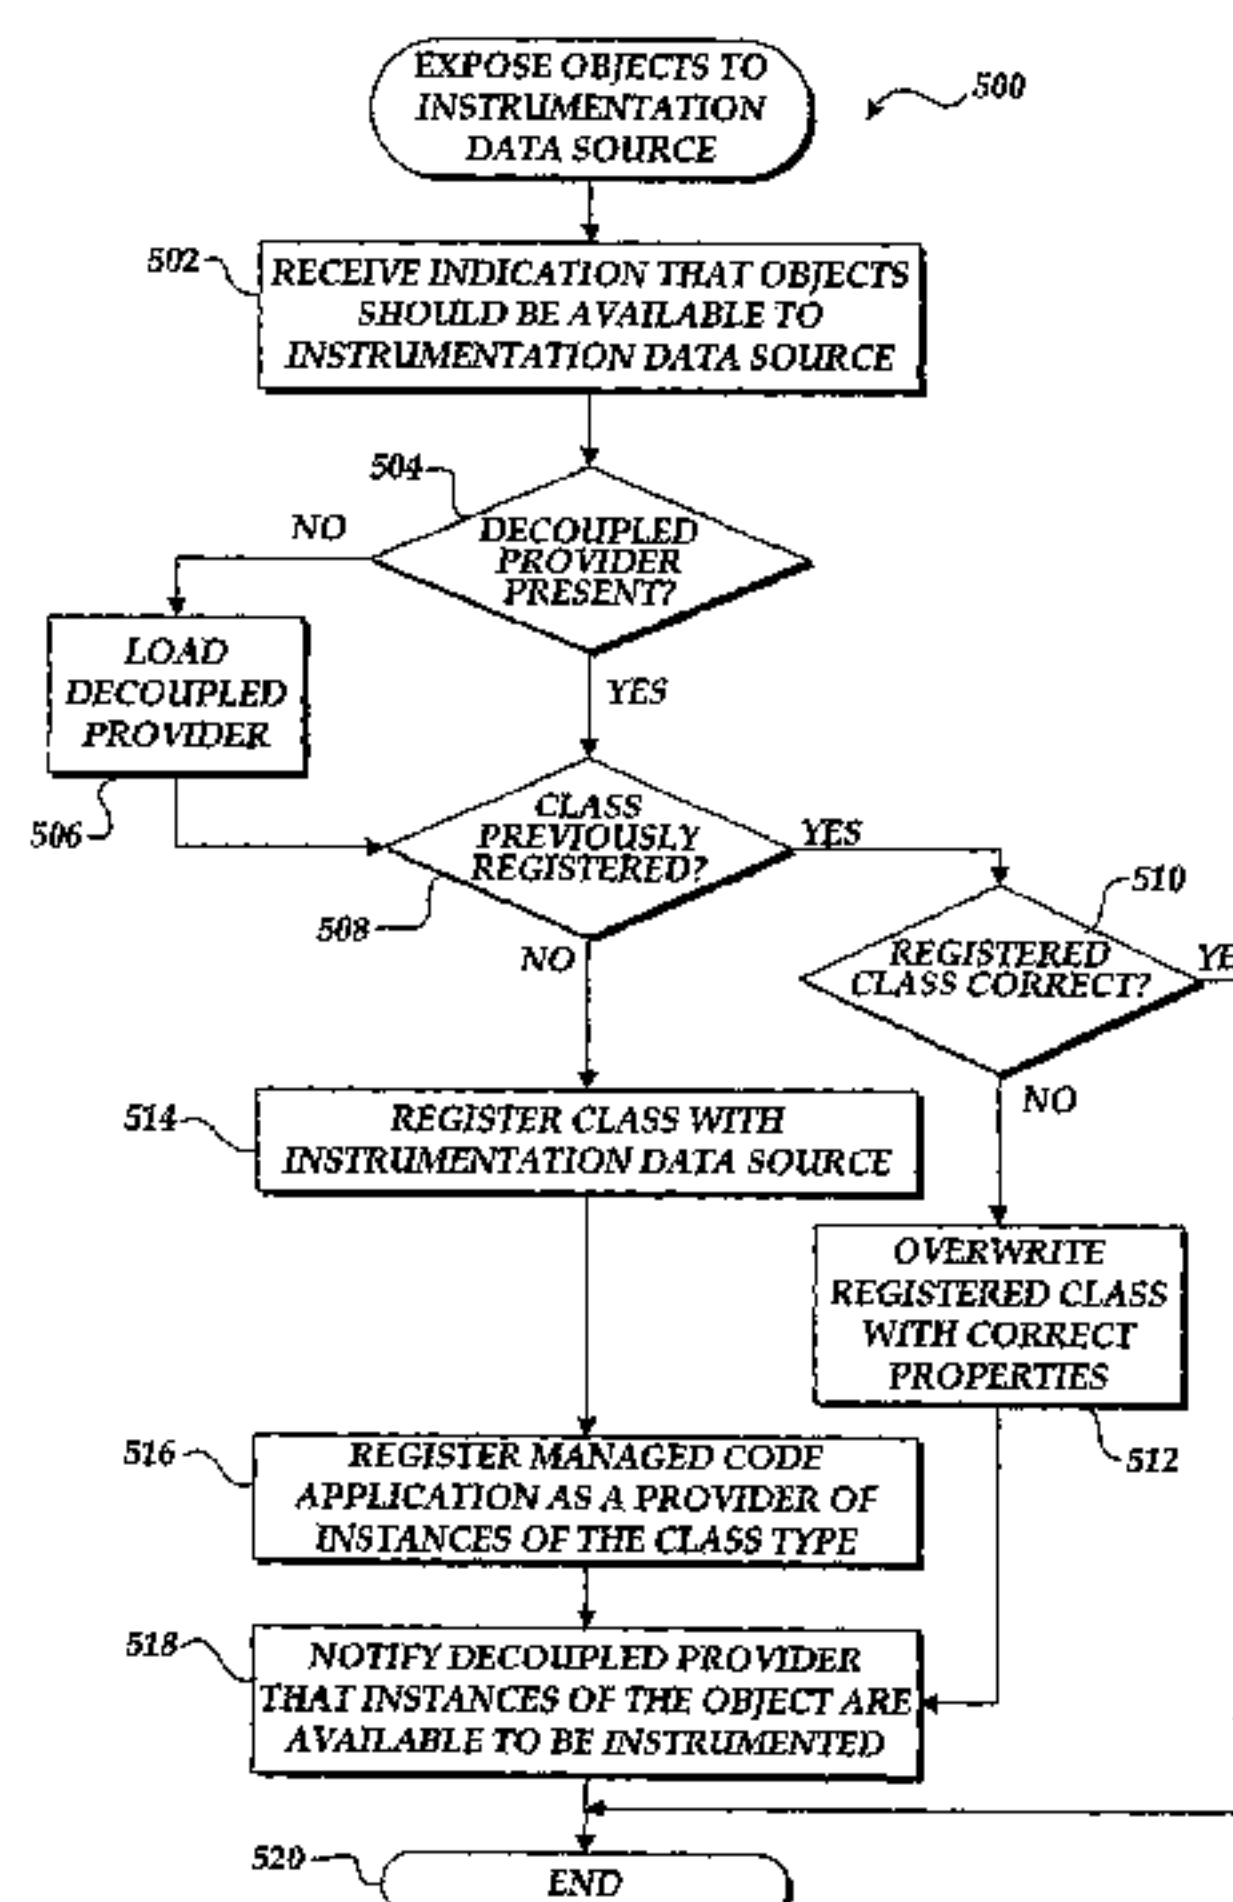 EXPOSE OBJECTS TO
INSTRUMENTATION
DATA SOURCE
500
502
RECEIVE INDICATION THAT OBJECTS
SHOULD BE AVAILABLE TO
INSTRUMENTATION DATA SOURCE
504
NO
DECOUPLED
PROVIDER
PRESENT?
LOAD
DECOUPLED
PROVIDER
YES
506
CLASS
PREVIOUSLY
REGISTERED?
YES
508
NO
510
REGISTERED
CLASS CORRECT?
YE
NO
514
REGISTER CLASS WITH
INSTRUMENTATION DATA SOURCE
OVERWRITE
REGISTERED CLASS
WITH CORRECT
PROPERTIES
512
516
REGISTER MANAGED CODE
APPLICATION AS A PROVIDER OF
INSTANCES OF THE CLASS TYPE
518
NOTIFY DECOUPLED PROVIDER
THAT INSTANCES OF THE OBJECT ARE
AVAILABLE TO BE INSTRUMENTED
520
END